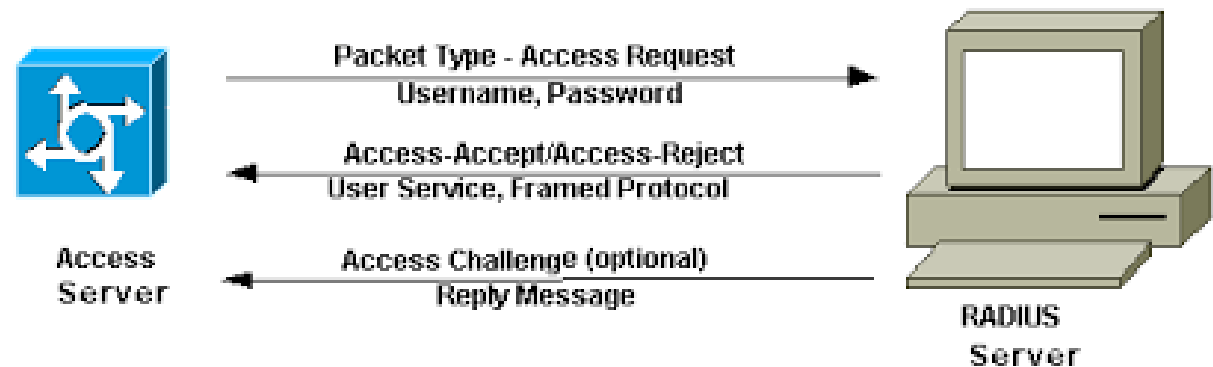 Packet Type - Access Request
Username, Password
Access-Accept/Access-Reject
User Service, Framed Protocol
Access Challenge (optional)
Reply Message
Access
Server
RADIUS
Server